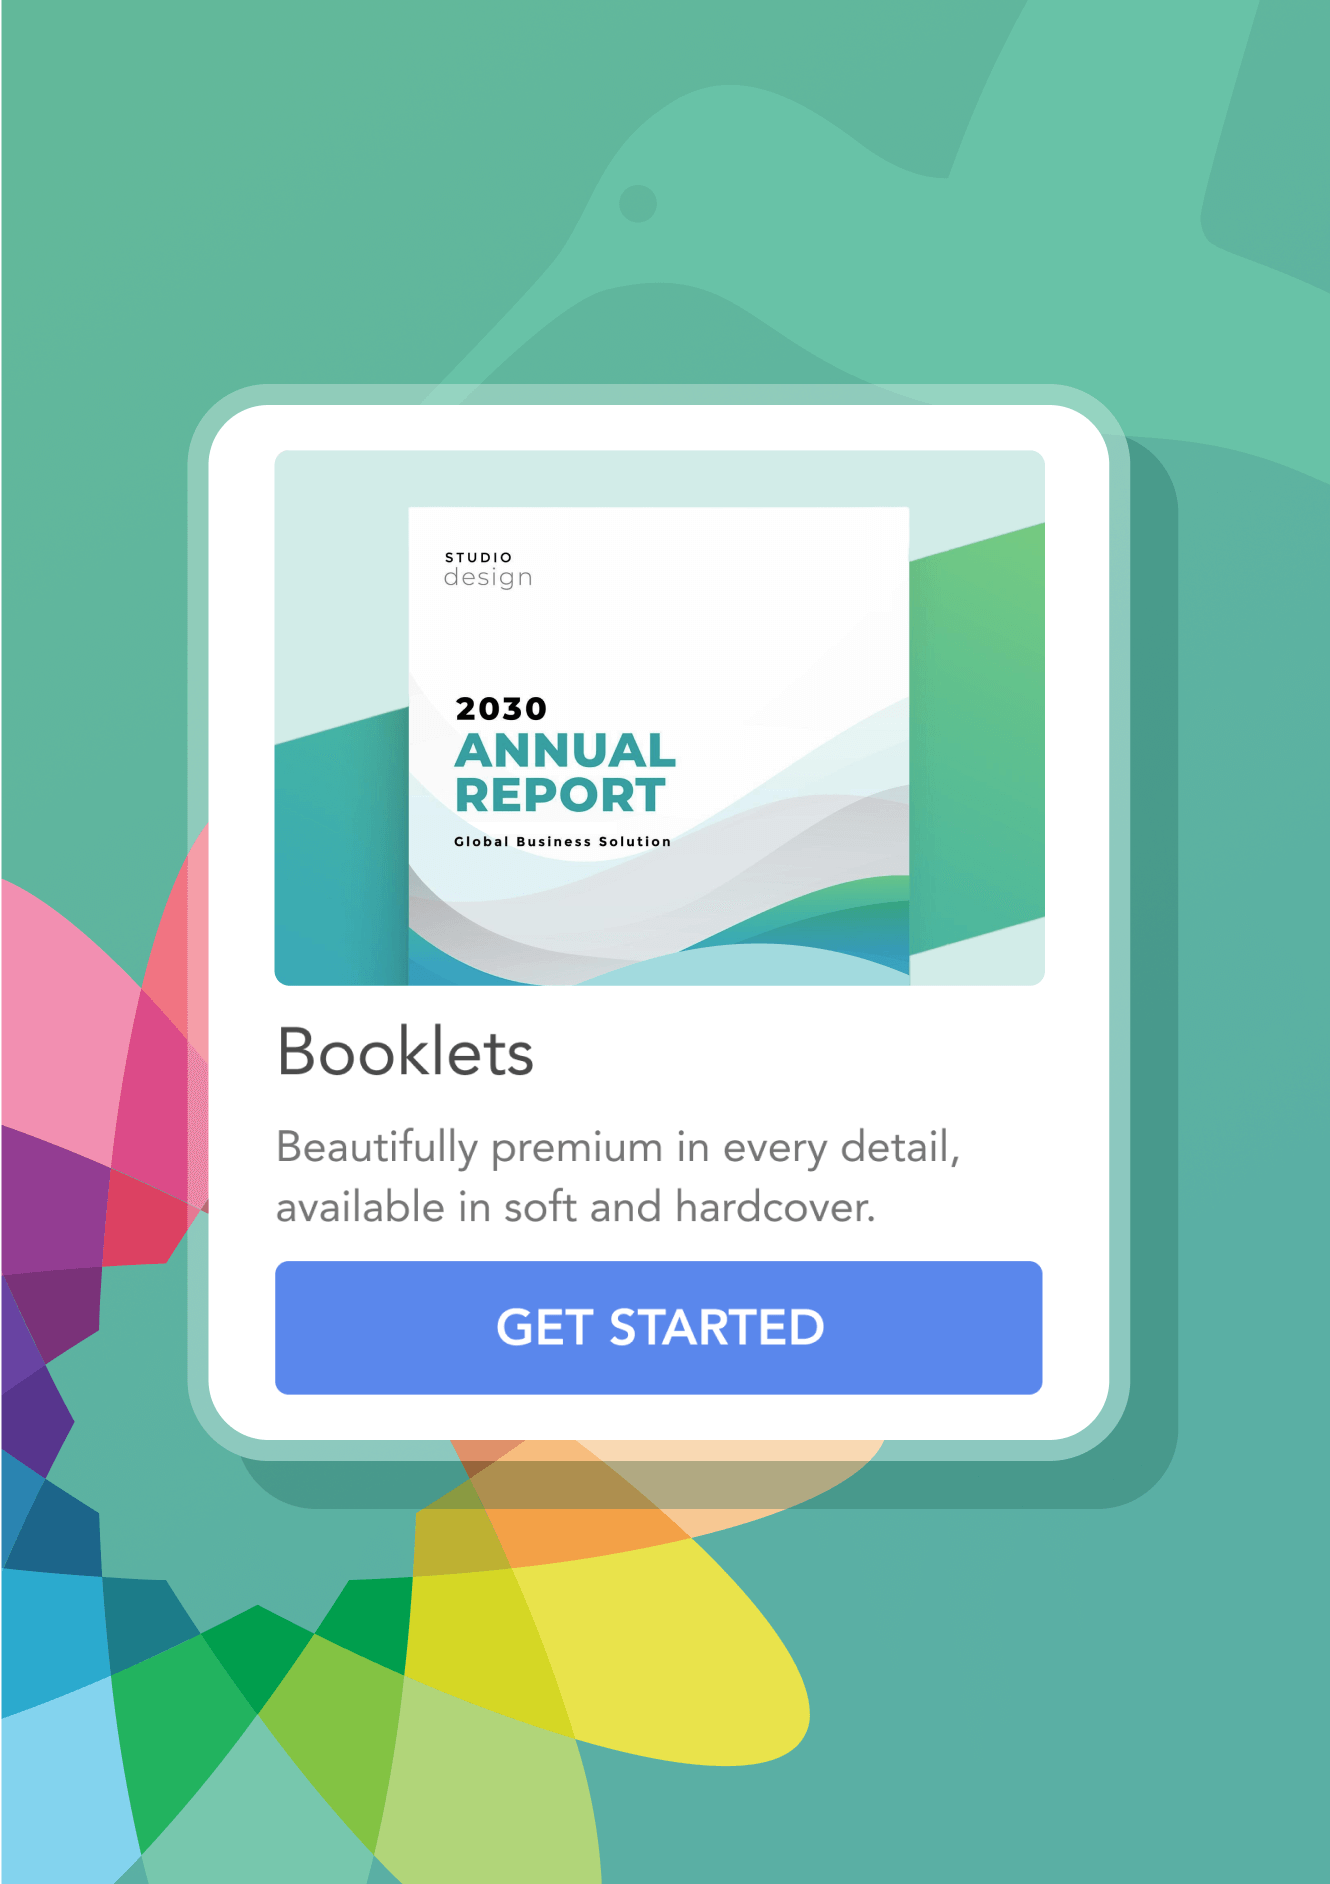 STUDIO
design
2030
ANNUAL
REPORT
Global Business Solution
Booklets
Beautifully premium in every detail,
available in soft and hardcover.
GET STARTED